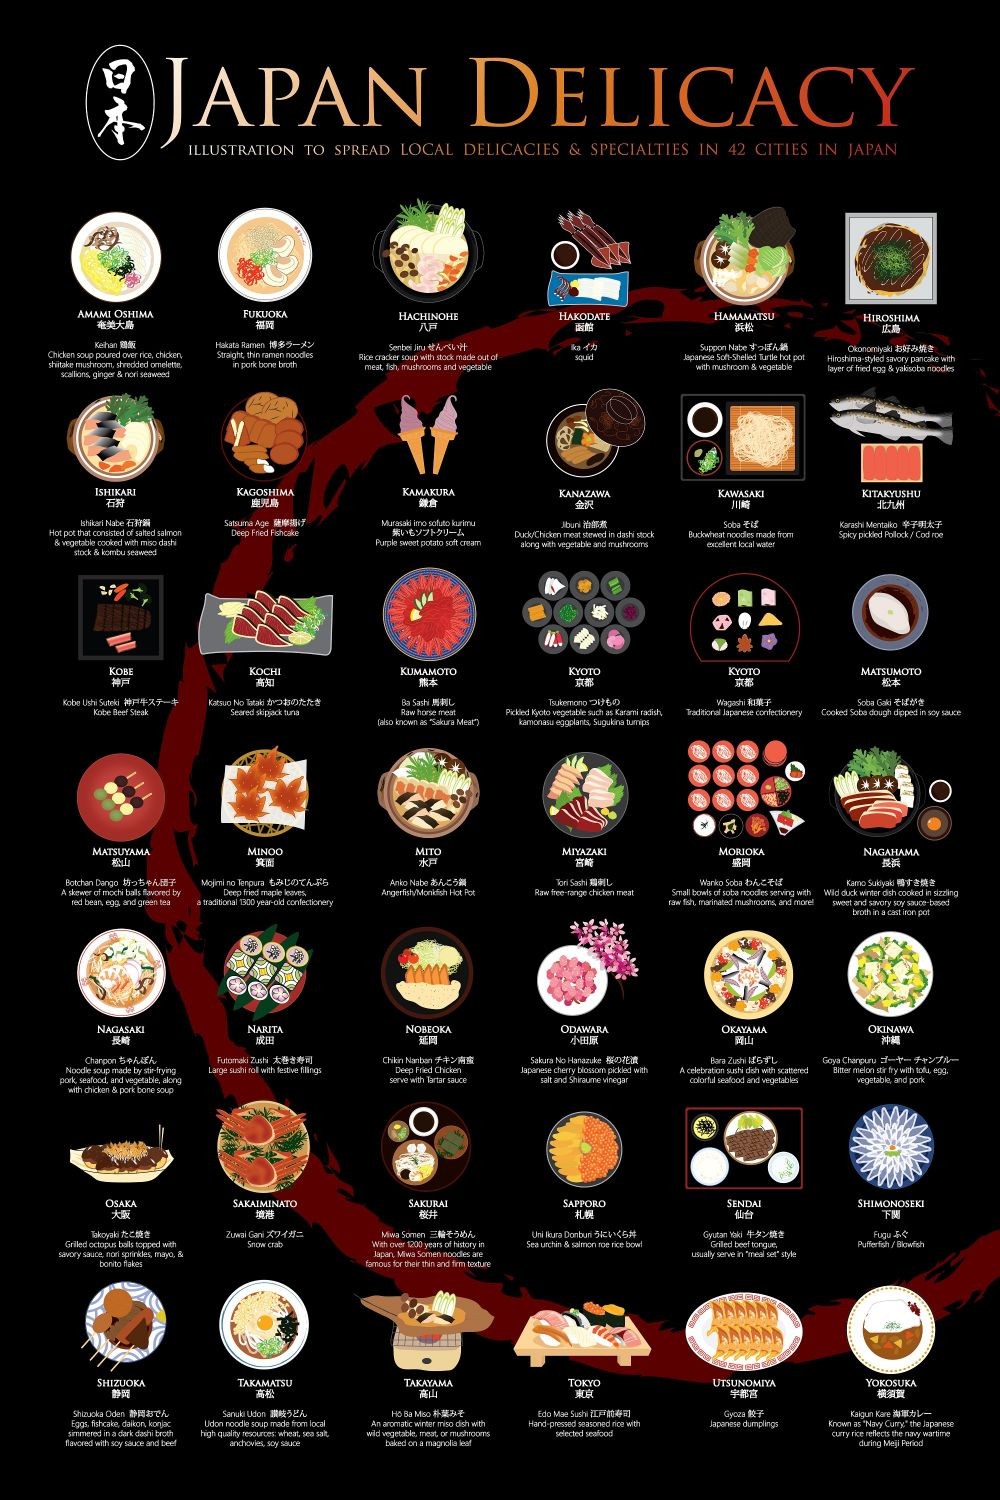 日本
JAPAN DELICACY
ILLUSTRATION TO SPREAD LOCAL DELICACIES & SPECIALTIES IN 42 CITIES IN JAPAN
AMAMI OSHIMA
奄美大島
Keihan 鶏飯
Chicken soup poured over rice, chicken,
shiitake mushroom, shredded omelette,
scallions, ginger & nori seaweed
FUKUOKA
福岡
Hakata Ramen 博多ラーメン
Straight, thin ramen noodles
in pork bone broth
HACHINOHE
八戸
Senbei Jiru せんべい汁
Rice cracker soup with stock made out of
meat, fish, mushrooms and vegetable
HAKODATE
函館
Ika イカ
squid
HAMAMATSU
浜松
Suppon Nabe すっぽん鍋
Japanese Soft-Shelled Turtle hot pot
with mushroom & vegetable
HIROSHIMA
広島
Okonomiyaki お好み焼き
Hiroshima-styled savory pancake with
layer of fried egg & yakisoba noodles
ISHIKARI
石狩
Ishikari Nabe 石狩鍋
Hot pot that consisted of salted salmon
& vegetable cooked with miso dashi
stock & kombu seaweed
KAGOSHIMA
鹿児島
Satsuma Age 薩摩揚げ
Deep Fried Fishcake
KAMAKURA
鎌倉
Murasaki imo sofuto kurimu
紫いもソフトクリーム
Purple sweet potato soft cream
KANAZAWA
金沢
Jibuni 治部煮
Duck/Chicken meat stewed in dashi stock
along with vegetable and mushrooms
KAWASAKI
川崎
Soba そば
Buckwheat noodles made from
excellent local water
KITAKYUSHU
北九州
Karashi Mentaiko 辛子明太子
Spicy pickled Pollock / Cod roe
KOBE
神戸
Kobe Ushi Suteki 神戸牛ステーキ
Kobe Beef Steak
KOCHI
高知
Katsuo No Tataki かつおのたたき
Seared skipjack tuna
KUMAMOTO
熊本
Ba Sashi 馬刺し
Raw horse meat
(also known as "Sakura Meat")
KYOTO
京都
Tsukemono つけもの
Pickled Kyoto vegetable such as Karami radish,
kamonasu eggplants, Sugukina turnips
KYOTO
京都
Wagashi 和菓子
Traditional Japanese confectionery
MATSUMOTO
松本
Soba Gaki そばがき
Cooked Soba dough dipped in soy sauce
MATSUYAMA
松山
Botchan Dango 坊っちゃん団子
A skewer of mochi balls flavored by
red bean, egg, and green tea
MINOO
箕面
Mojimi no Tenpura もみじのてんぷら
Deep fried maple leaves,
a traditional 1300 year-old confectionery
MITO
水戸
Anko Nabe あんこう鍋
Angerfish/Monkfish Hot Pot
MIYAZAKI
宮崎
Tori Sashi 鶏刺し
Raw free-range chicken meat
MORIOKA
盛岡
Wanko Soba わんこそば
Small bowls of soba noodles serving with
raw fish, marinated mushrooms, and more!
NAGAHAMA
長浜
Kamo Sukiyaki 鴨すき焼き
Wild duck winter dish cooked in sizzling
sweet and savory soy sauce-based
broth in a cast iron pot
NAGASAKI
長崎
Chanpon ちゃんぽん
Noodle soup made by stir-frying
pork, seafood, and vegetable, along
with chicken & pork bone soup
NARITA
成田
Futomaki Zushi 太巻き寿司
Large sushi roll with festive fillings
NOBEOKA
延岡
Chikin Nanban チキン南蛮
Deep Fried Chicken
serve with Tartar sauce
ODAWARA
小田原
Sakura No Hanazuke 桜の花漬
Japanese cherry blossom pickled with
salt and Shiraume vinegar
OKAYAMA
岡山
Bara Zushi ばらずし
A celebration sushi dish with scattered
colorful seafood and vegetables
OKINAWA
沖縄
Goya Chanpuru ゴーヤー チャンプルー
Bitter melon stir fry with tofu, egg,
vegetable, and pork
OSAKA
大阪
Takoyaki たこ焼き
Grilled octopus balls topped with
savory sauce, nori sprinkles, mayo, &
bonito flakes
SAKAIMINATO
境港
Zuwai Gani ズワイガニ
Snow crab
SAKURAI
桜井
Miwa Somen 三輪そうめん
With over 1200 years of history in
Japan, Miwa Somen noodles are
famous for their thin and firm texture
SAPPORO
札幌
Uni Ikura Donburi うにいくら丼
Sea urchin & salmon roe rice bowl
SENDAI
仙台
Gyutan Yaki 牛タン焼き
Grilled beef tongue,
usually serve in "meal set" style
SHIMONOSEKI
下関
Fugu ふぐ
Pufferfish / Blowfish
SHIZUOKA
静岡
Shizuoka Oden 静岡おでん
Eggs, fishcake, daikon, konjac
simmered in a dark dashi broth
flavored with soy sauce and beef
TAKAMATSU
高松
Sanuki Udon 讃岐うどん
Udon noodle soup made from local
high quality resources: wheat, sea salt,
anchovies, soy sauce
TAKAYAMA
高山
Hō Ba Miso 朴葉みそ
An aromatic winter miso dish with
wild vegetable, meat, or mushrooms
baked on a magnolia leaf
TOKYO
東京
Edo Mae Sushi 江戸前寿司
Hand-pressed seasoned rice with
selected seafood
UTSUNOMIYA
宇都宮
Gyoza 餃子
Japanese dumplings
YOKOSUKA
横須賀
Kaigun Kare 海軍カレー
Known as "Navy Curry," the Japanese
curry rice reflects the navy wartime
during Meiji Period